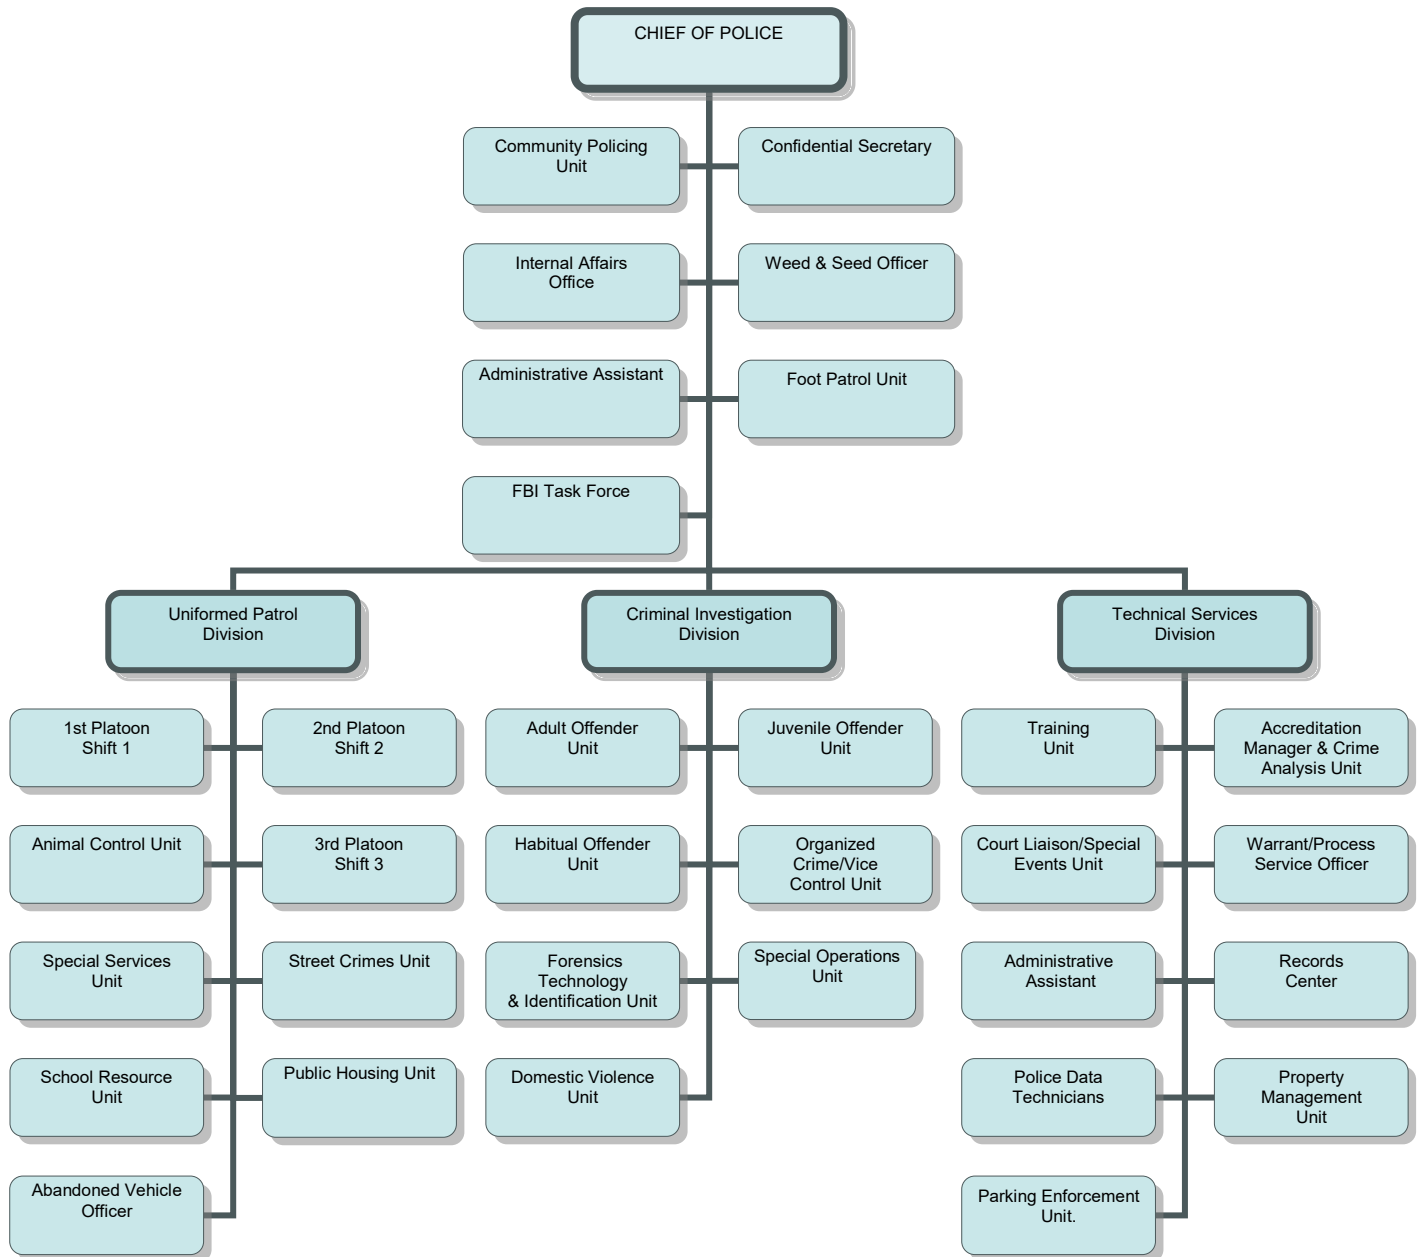 CHIEF OF POLICE
Community Policing
Unit
Confidential Secretary
Internal Affairs
Office
Weed & Seed Officer
Administrative Assistant
Foot Patrol Unit
FBI Task Force
Uniformed Patrol
Division
Criminal Investigation
Division
Technical Services
Division
1st Platoon
Shift 1
2nd Platoon
Shift 2
Adult Offender
Unit
Juvenile Offender
Unit
Training
Unit
Accreditation
Manager & Crime
Analysis Unit
Animal Control Unit
3rd Platoon
Shift 3
Habitual Offender
Unit
Organized
Crime/Vice
Control Unit
Court Liaison/Special
Events Unit
Warrant/Process
Service Officer
Special Services
Unit
Street Crimes Unit
Forensics
Technology
& Identification Unit
Special Operations
Unit
Administrative
Assistant
Records
Center
School Resource
Unit
Public Housing Unit
Domestic Violence
Unit
Police Data
Technicians
Property
Management
Unit
Abandoned Vehicle
Officer
Parking Enforcement
Unit.